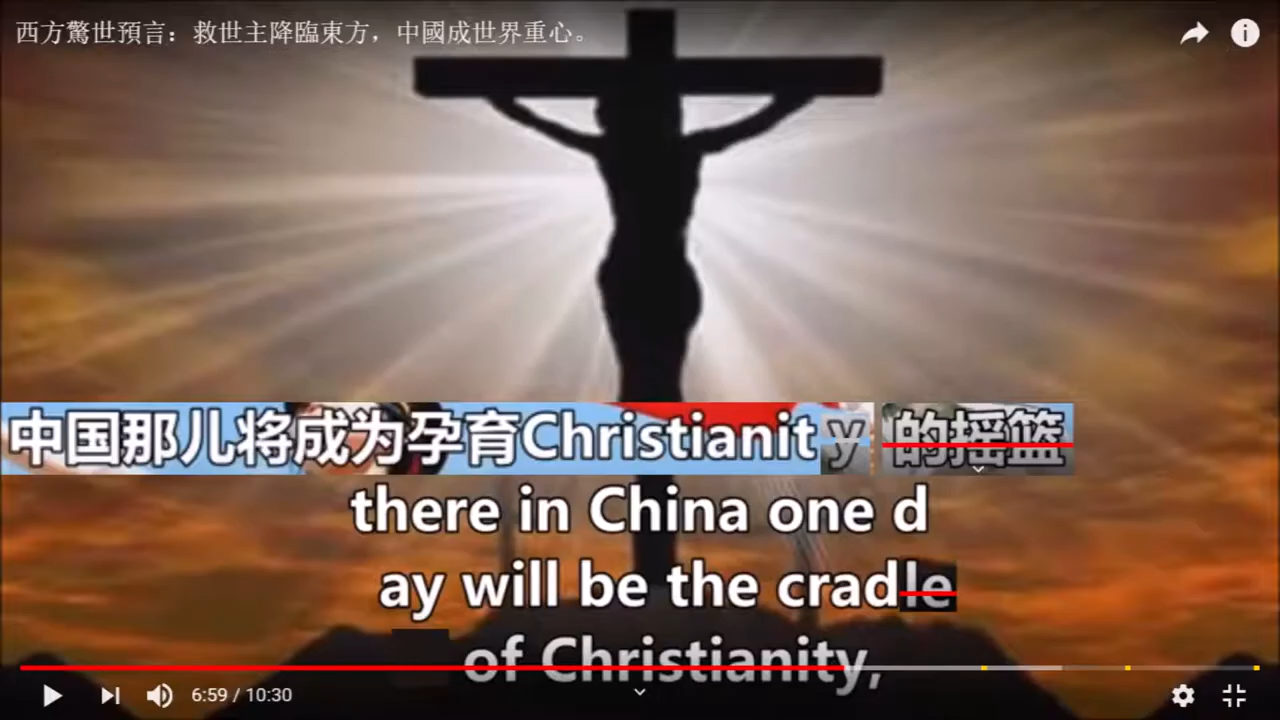 西方驚世預言：救世主降臨東方，中國成世界重心。
中国那儿将成为孕育Christianity 的摇篮
there in China one d
ay will be the cradle
of Christianity,
6:59 / 10:30